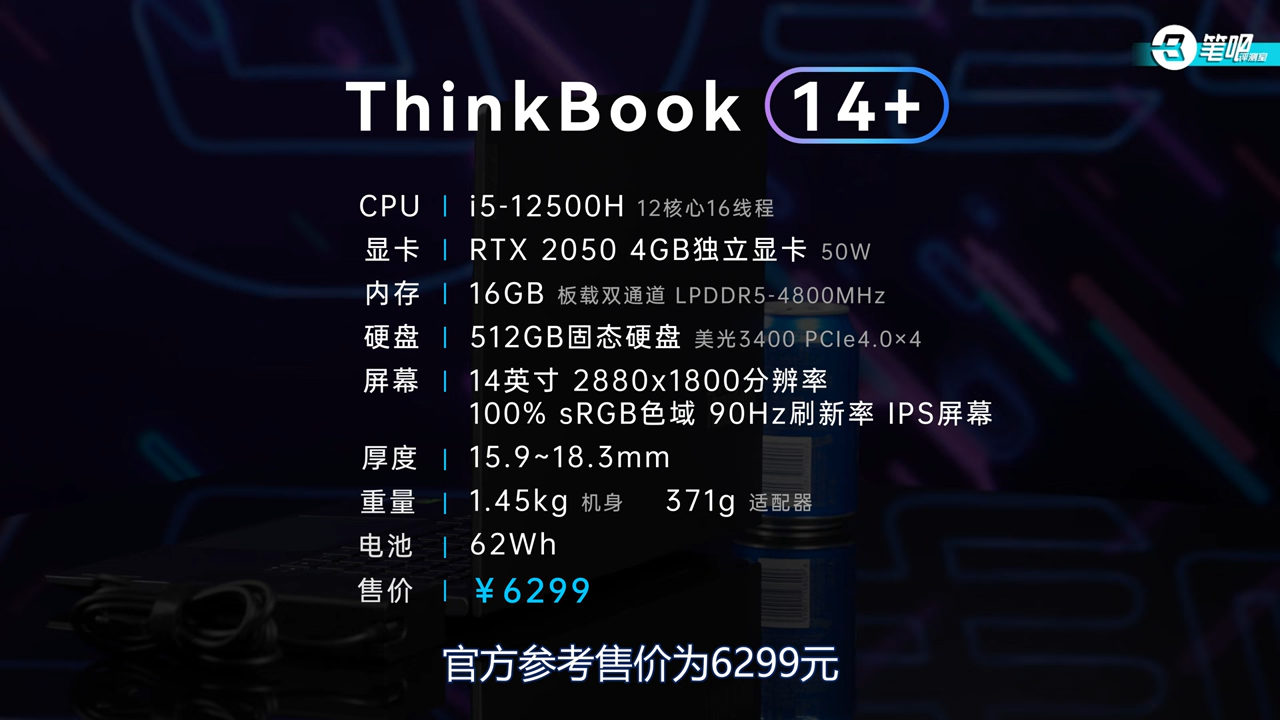 笔吧评测室
ThinkBook 14+
CPU | i5-12500H 12核心16线程
显卡 | RTX 2050 4GB独立显卡 50W
内存 | 16GB 板载双通道 LPDDR5-4800MHz
硬盘 | 512GB固态硬盘 美光3400 PCIe4.0×4
屏幕 | 14英寸 2880x1800分辨率
100% sRGB色域 90Hz刷新率 IPS屏幕
厚度 | 15.9~18.3mm
重量 | 1.45kg 机身 371g 适配器
电池 | 62Wh
售价 | ¥6299
官方参考售价为6299元